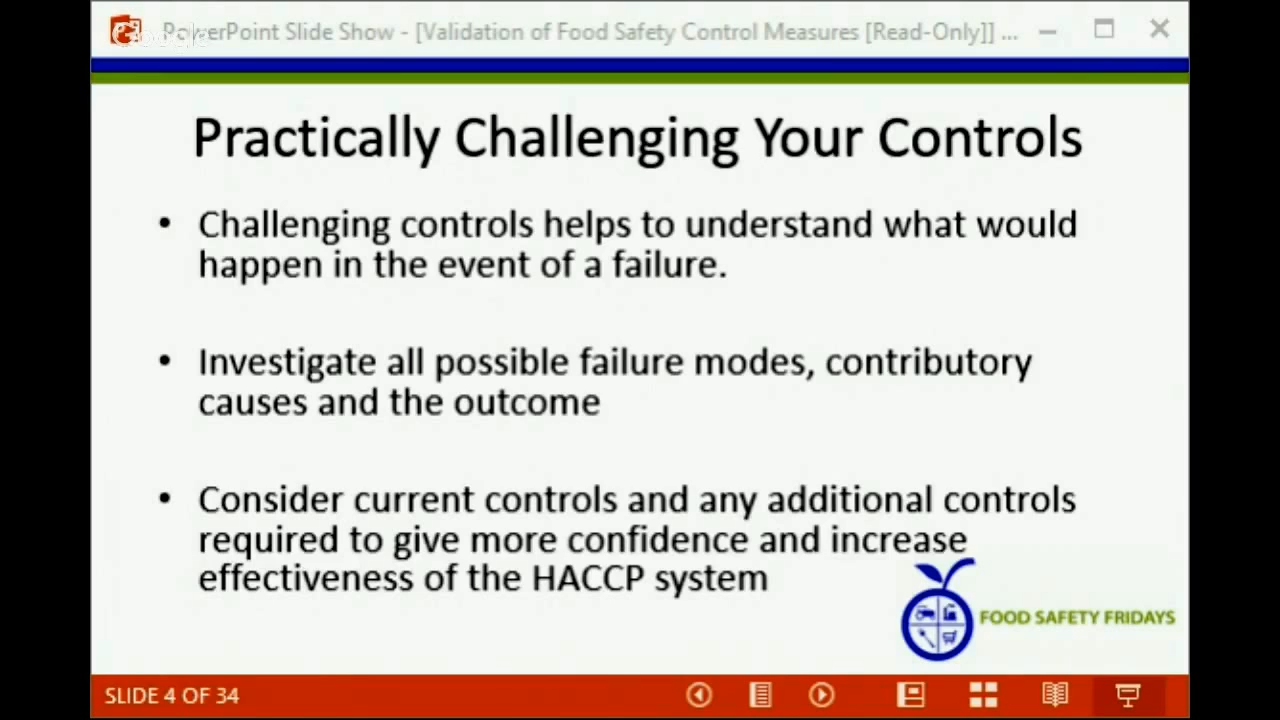 Google
PowerPoint Slide Show - [Validation of Food Safety Control Measures [Read-Only]] ...
Practically Challenging Your Controls
• Challenging controls helps to understand what would
happen in the event of a failure.
• Investigate all possible failure modes, contributory
causes and the outcome
• Consider current controls and any additional controls
required to give more confidence and increase
effectiveness of the HACCP system
FOOD SAFETY FRIDAYS
SLIDE 4 OF 34